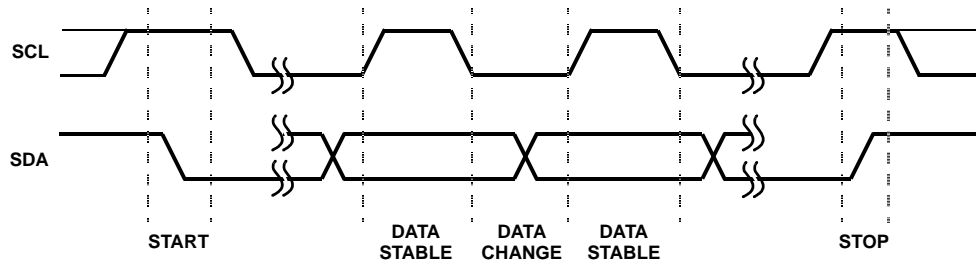 SCL
SDA
START
DATA
STABLE
DATA
CHANGE
DATA
STABLE
STOP